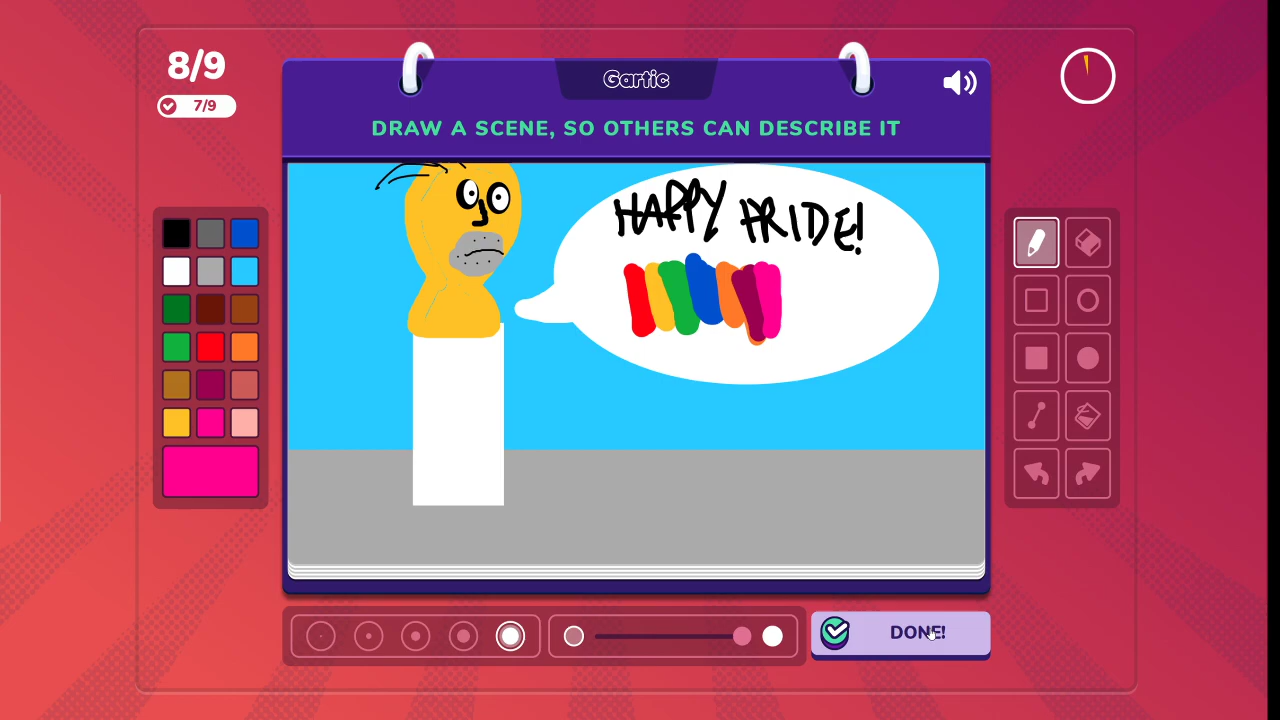 8/9
7/9
Gartic
DRAW A SCENE, SO OTHERS CAN DESCRIBE IT
HAPPY PRIDE!
DONE!